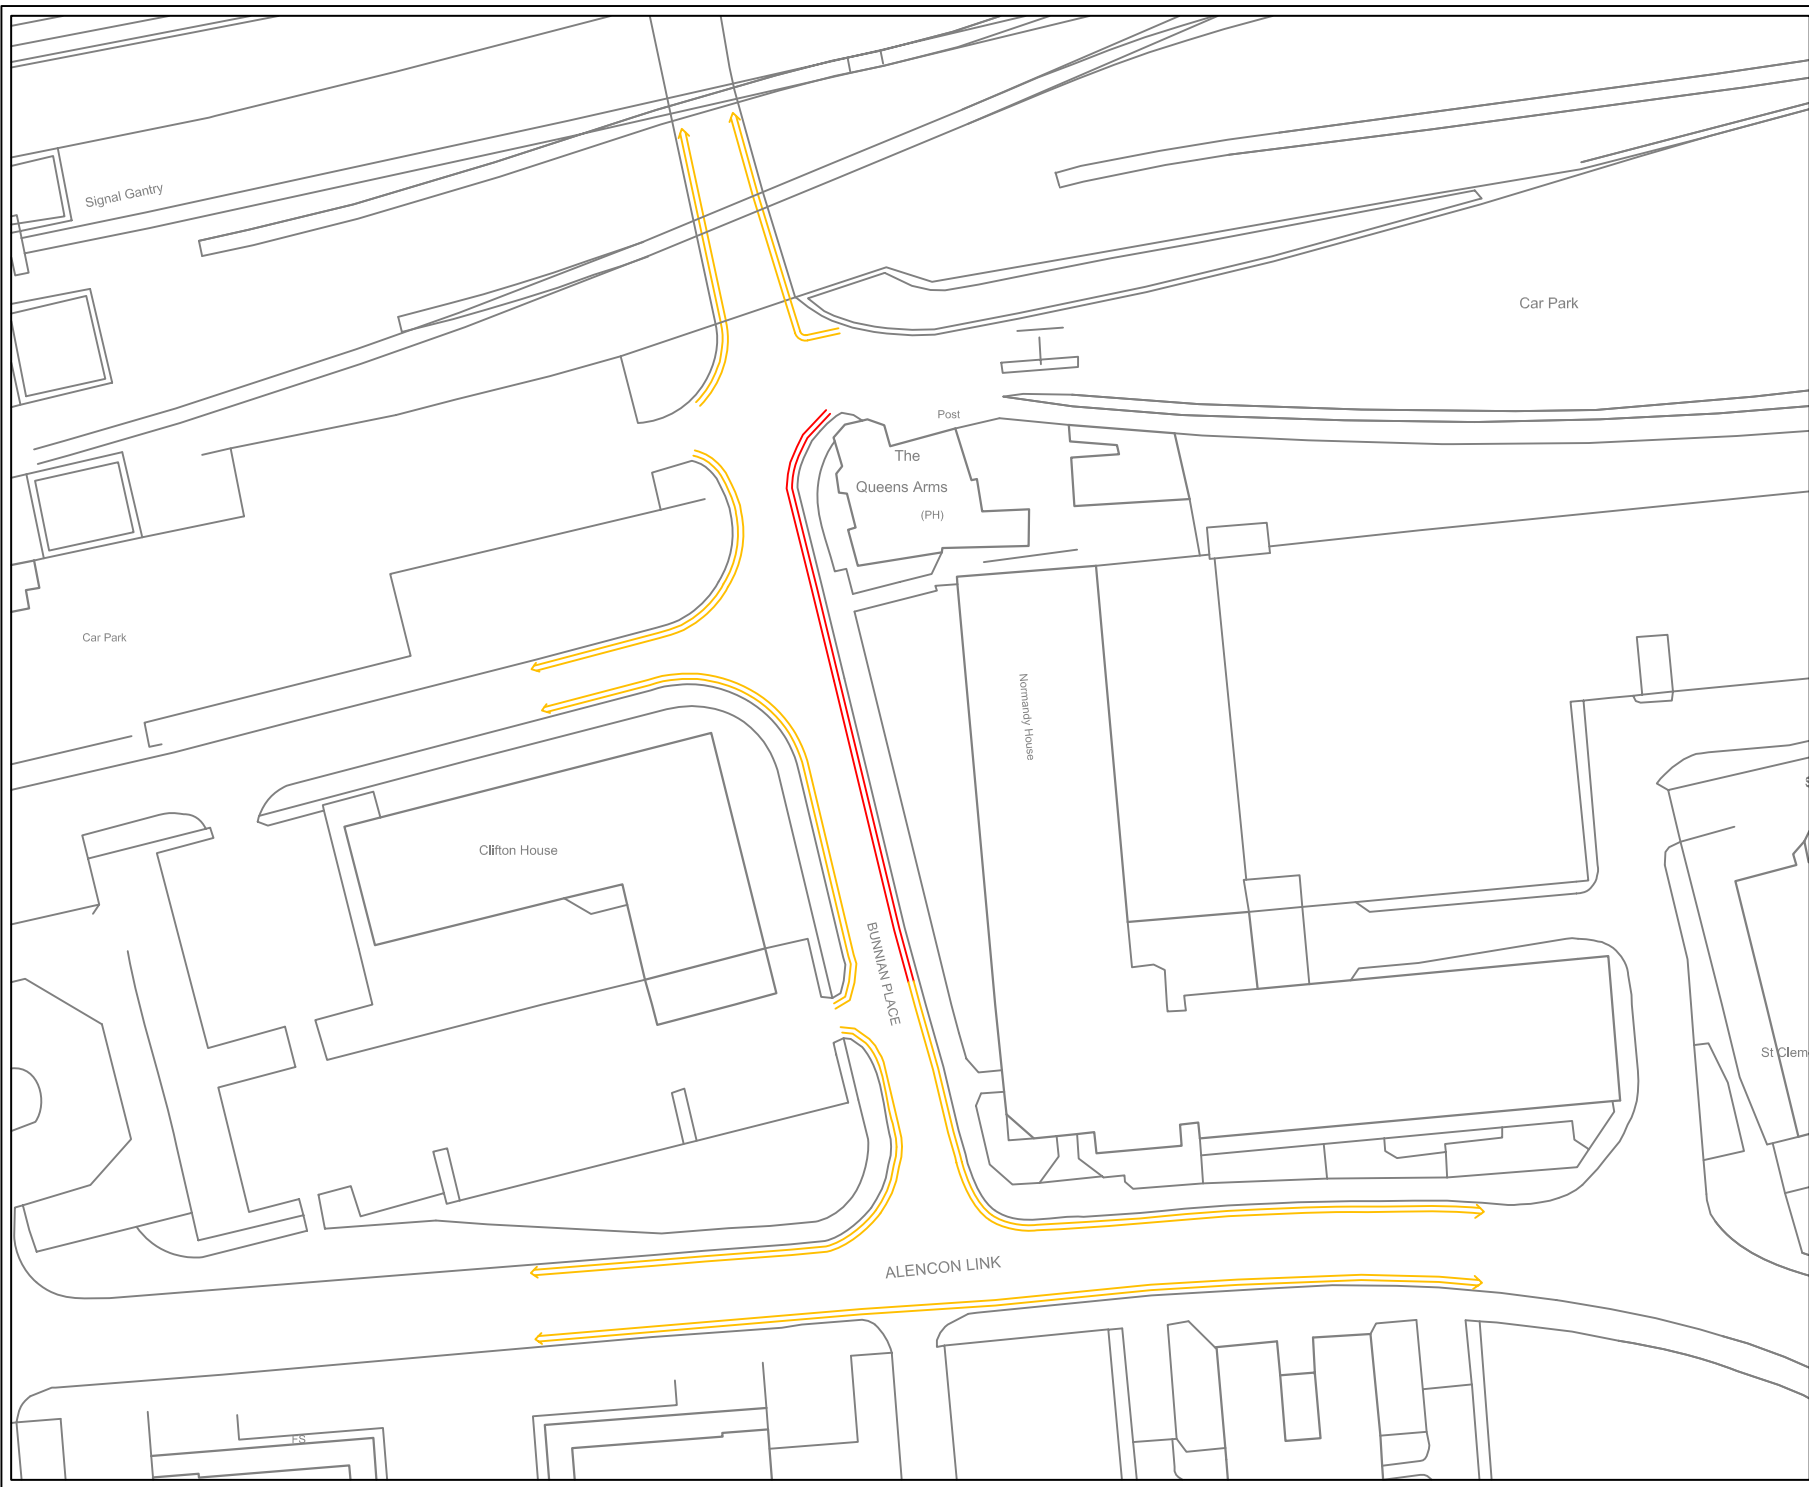 Signal Gantry
Car Park
Post
The
Queens Arms
(PH)
Car Park
Normandy House
Clifton House
BUNNIAN PLACE
St Clem
ALENCON LINK
FS